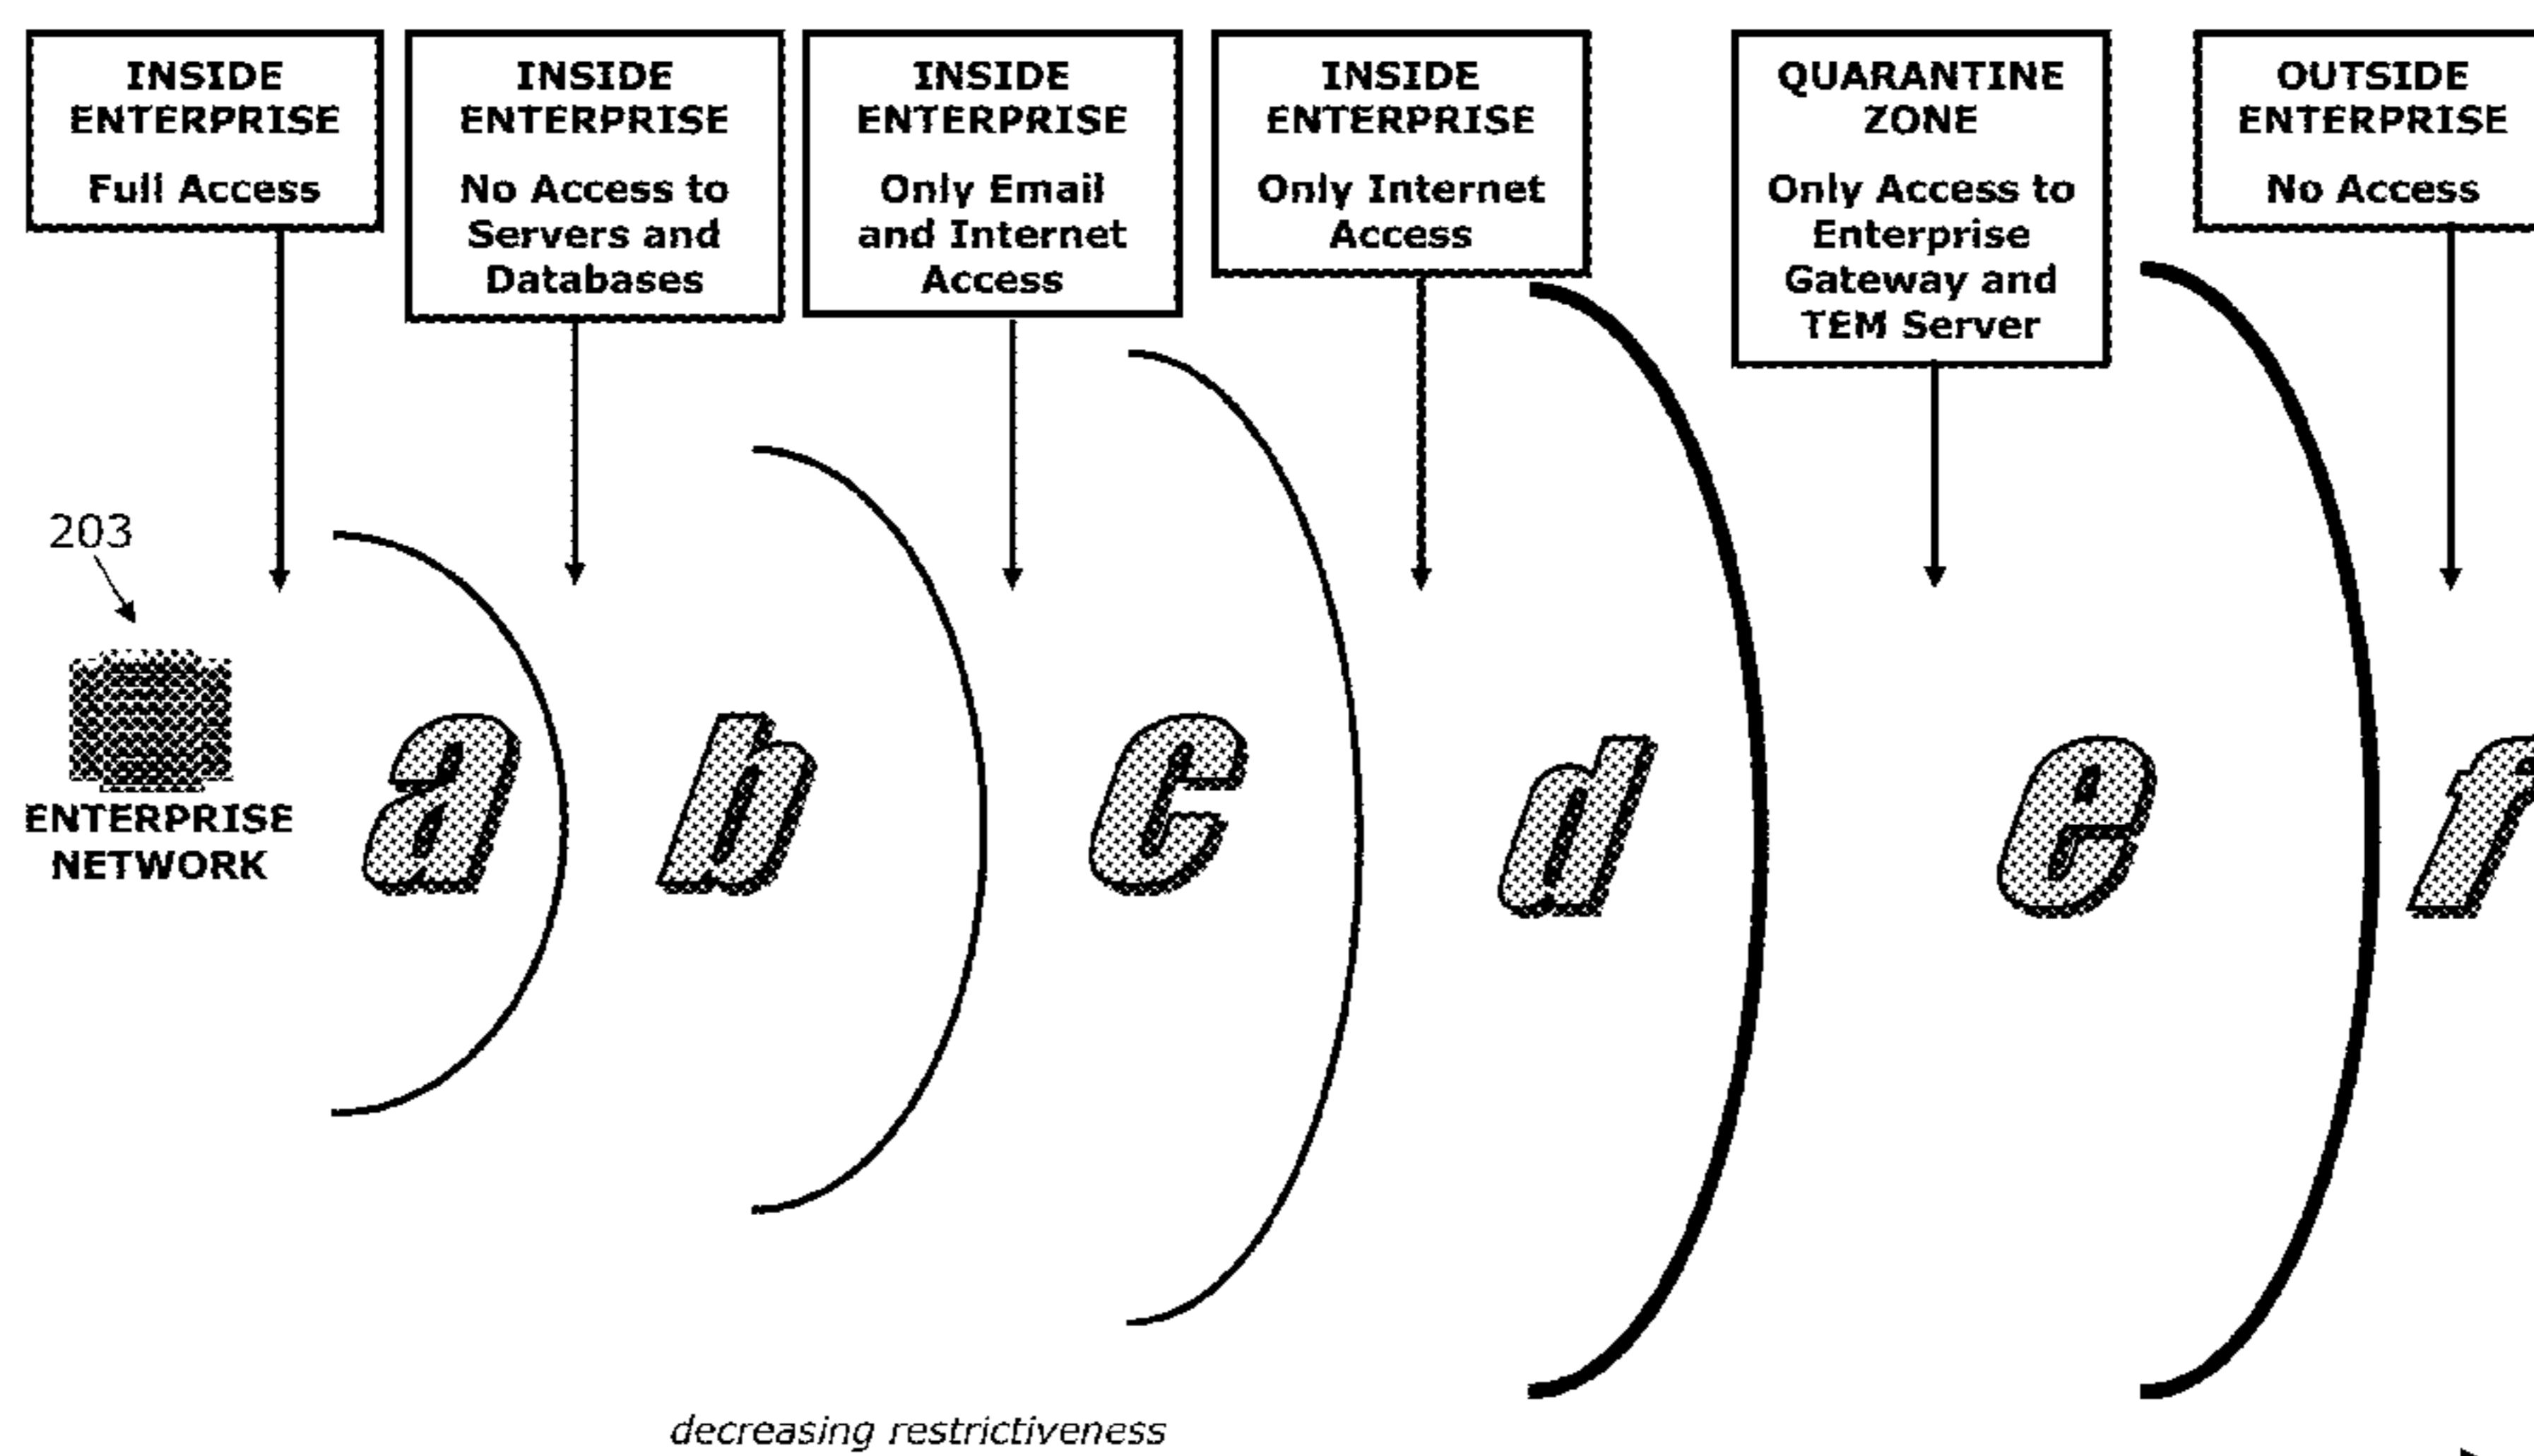 INSIDE
ENTERPRISE
Full Access
INSIDE
ENTERPRISE
No Access to
Servers and
Databases
INSIDE
ENTERPRISE
Only Email
and Internet
Access
INSIDE
ENTERPRISE
Only Internet
Access
QUARANTINE
ZONE
Only Access to
Enterprise
Gateway and
TEM Server
OUTSIDE
ENTERPRISE
No Access
203
ENTERPRISE
NETWORK
a b c d e f
decreasing restrictiveness